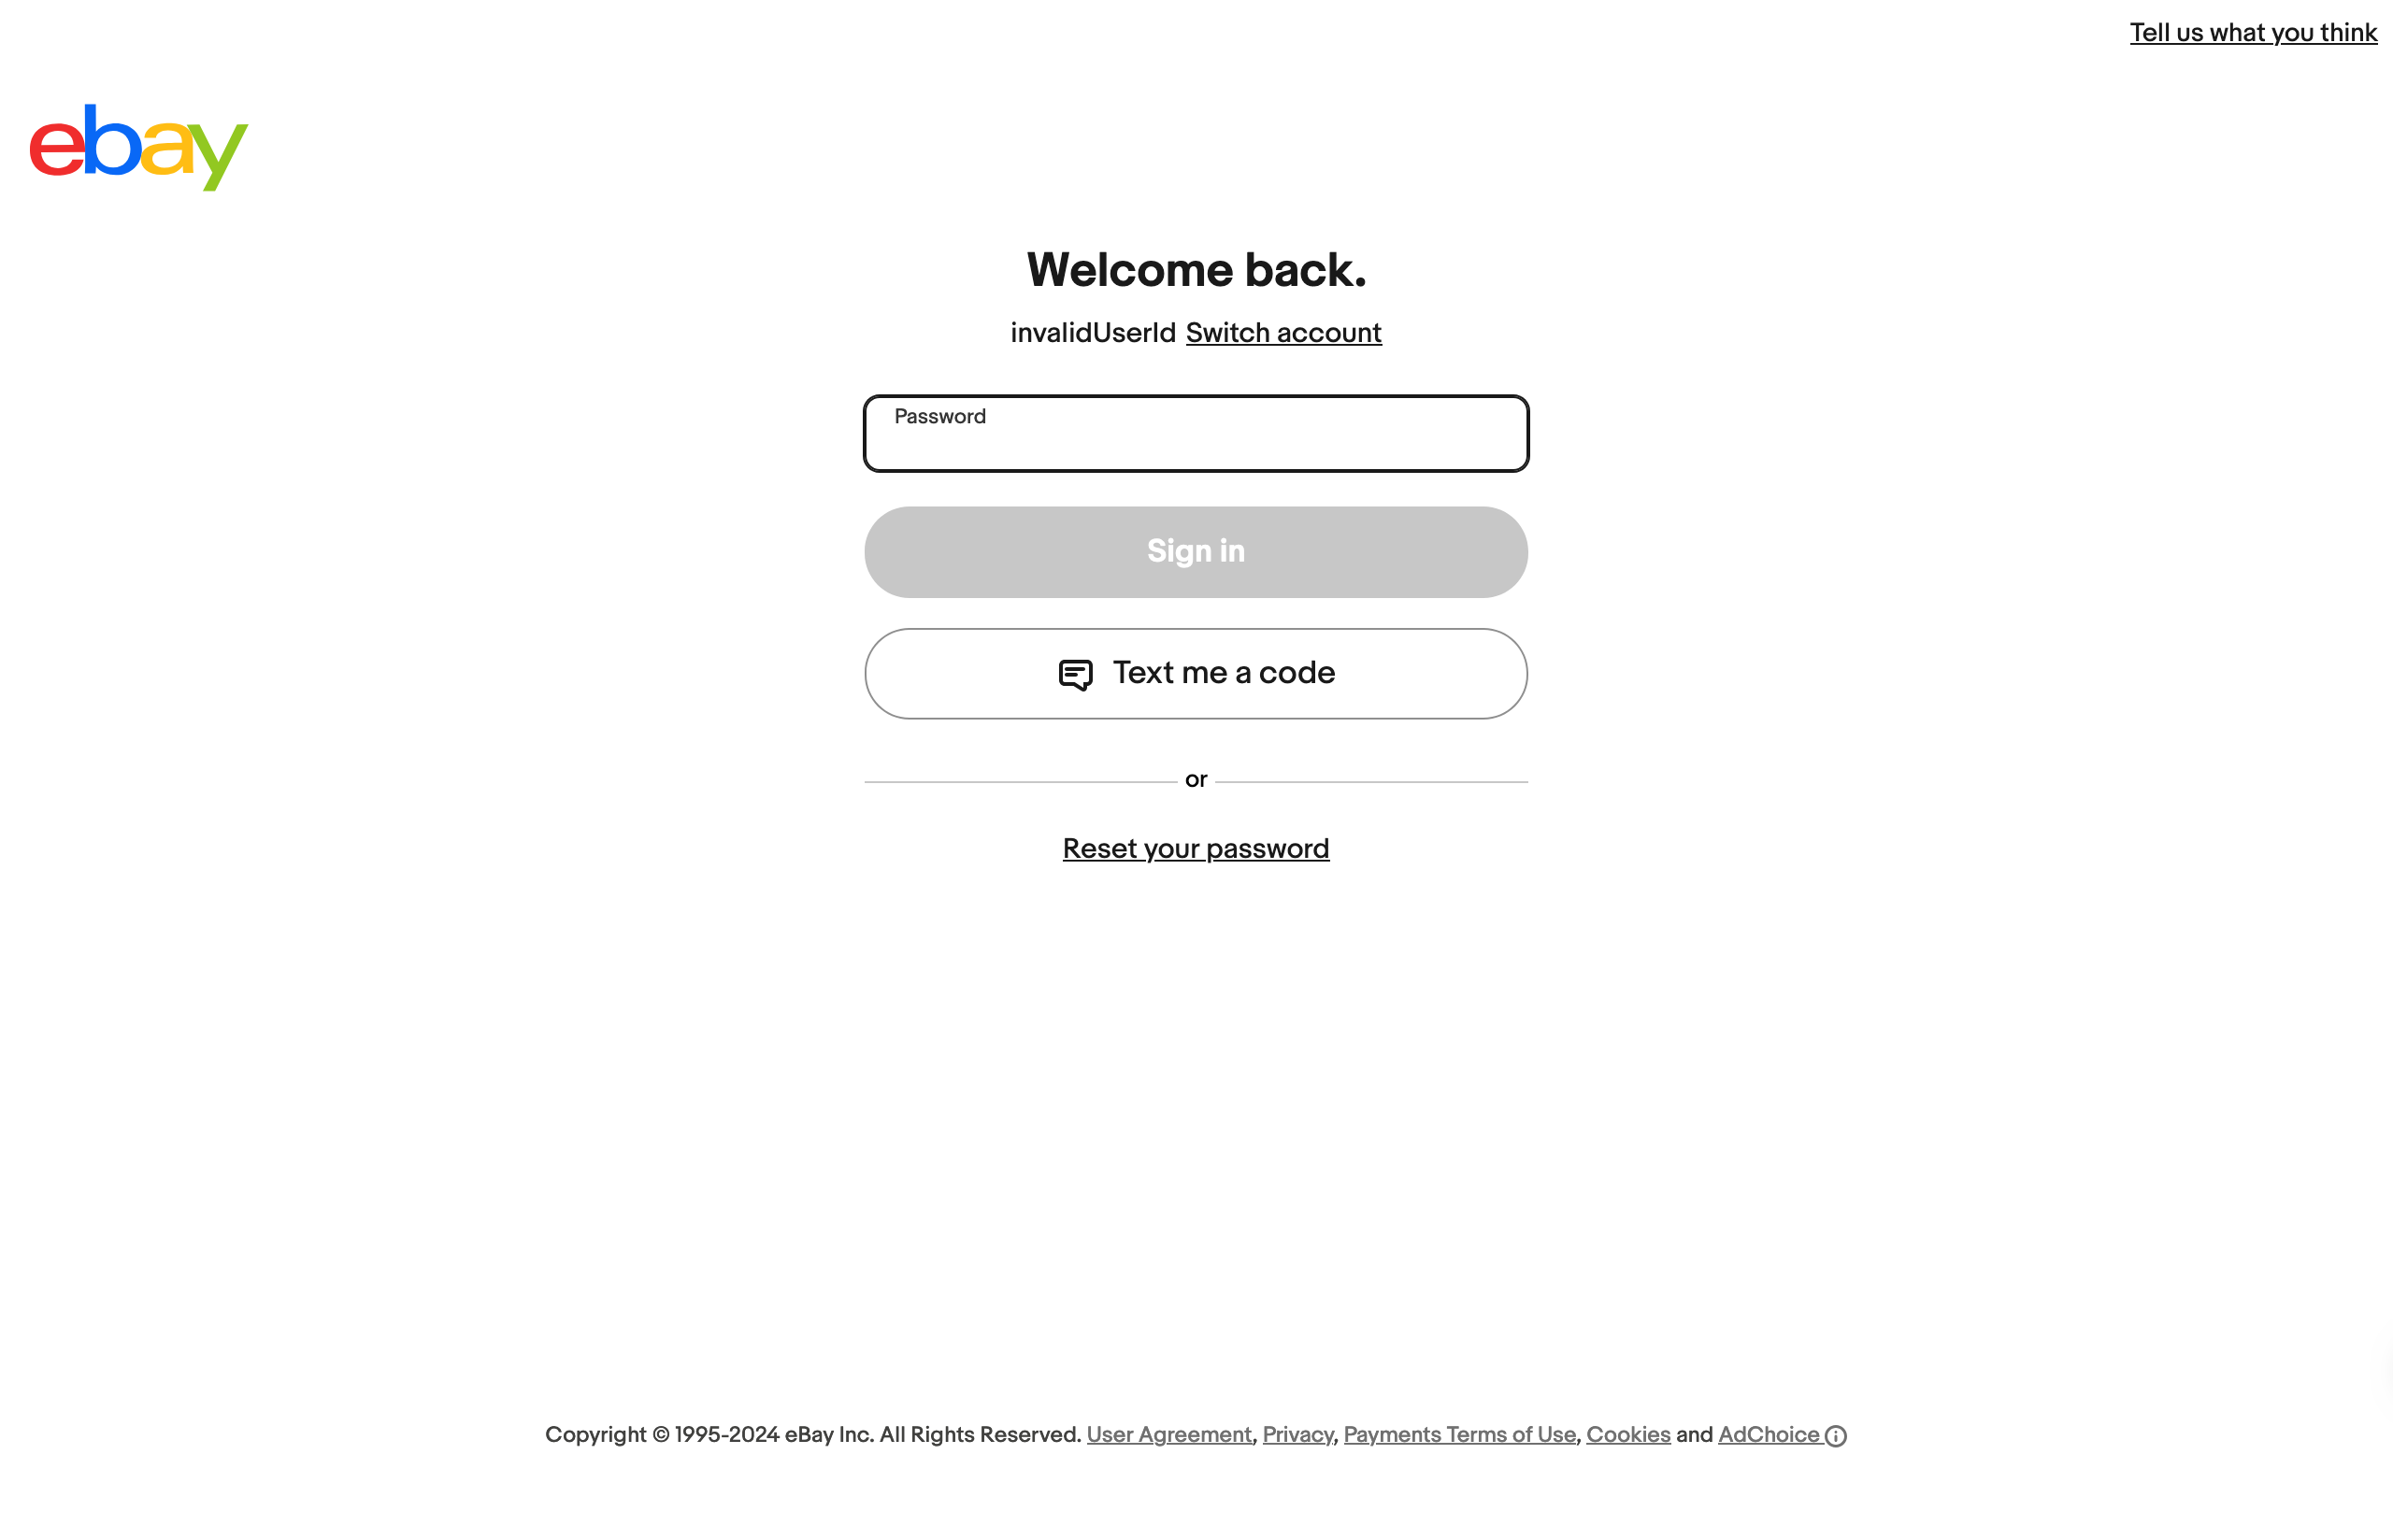 Tell us what you think
ebay
Welcome back.
invalidUserId Switch account
Password
Sign in
Text me a code
or
Reset your password
Copyright © 1995-2024 eBay Inc. All Rights Reserved. User Agreement, Privacy, Payments Terms of Use, Cookies and AdChoice